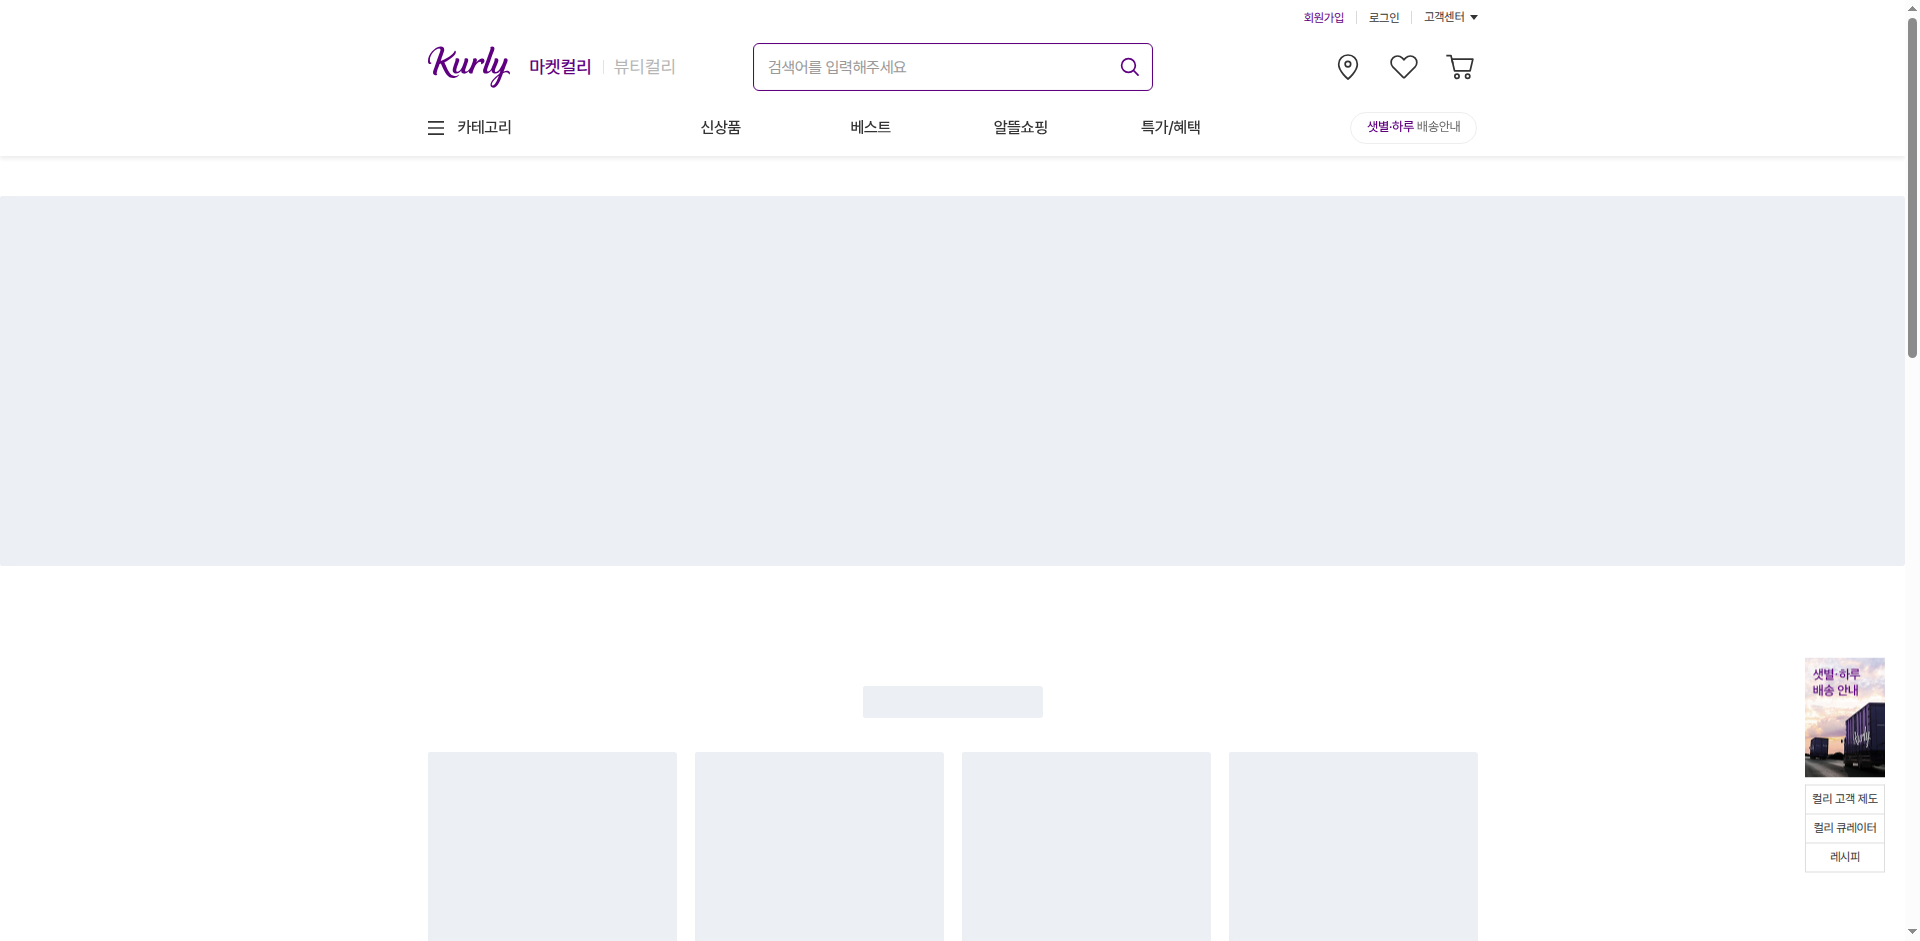 회원가입
로그인
고객센터
Kurly
마켓컬리
뷰티컬리
검색어를 입력해주세요
카테고리
신상품
베스트
알뜰쇼핑
특가/혜택
샛별·하루 배송안내
샛별·하루
배송 안내
Kurly
컬리 고객 제도
컬리 큐레이터
레시피